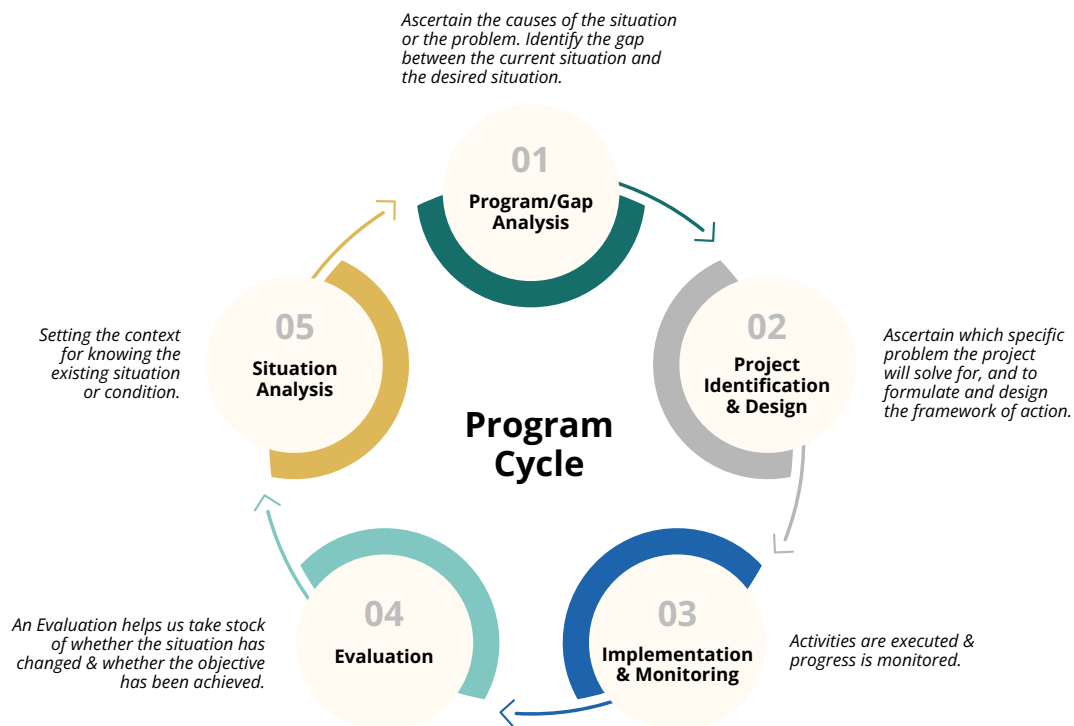 Ascertain the causes of the situation
or the problem. Identify the gap
between the current situation and
the desired situation.
01
Program/Gap
Analysis
02
Project
Identification
& Design
Ascertain which specific
problem the project
will solve for, and to
formulate and design
the framework of action.
03
Implementation
& Monitoring
Activities are executed &
progress is monitored.
04
Evaluation
An Evaluation helps us take stock
of whether the situation has
changed & whether the objective
has been achieved.
05
Situation
Analysis
Setting the context
for knowing the
existing situation
or condition.
Program
Cycle